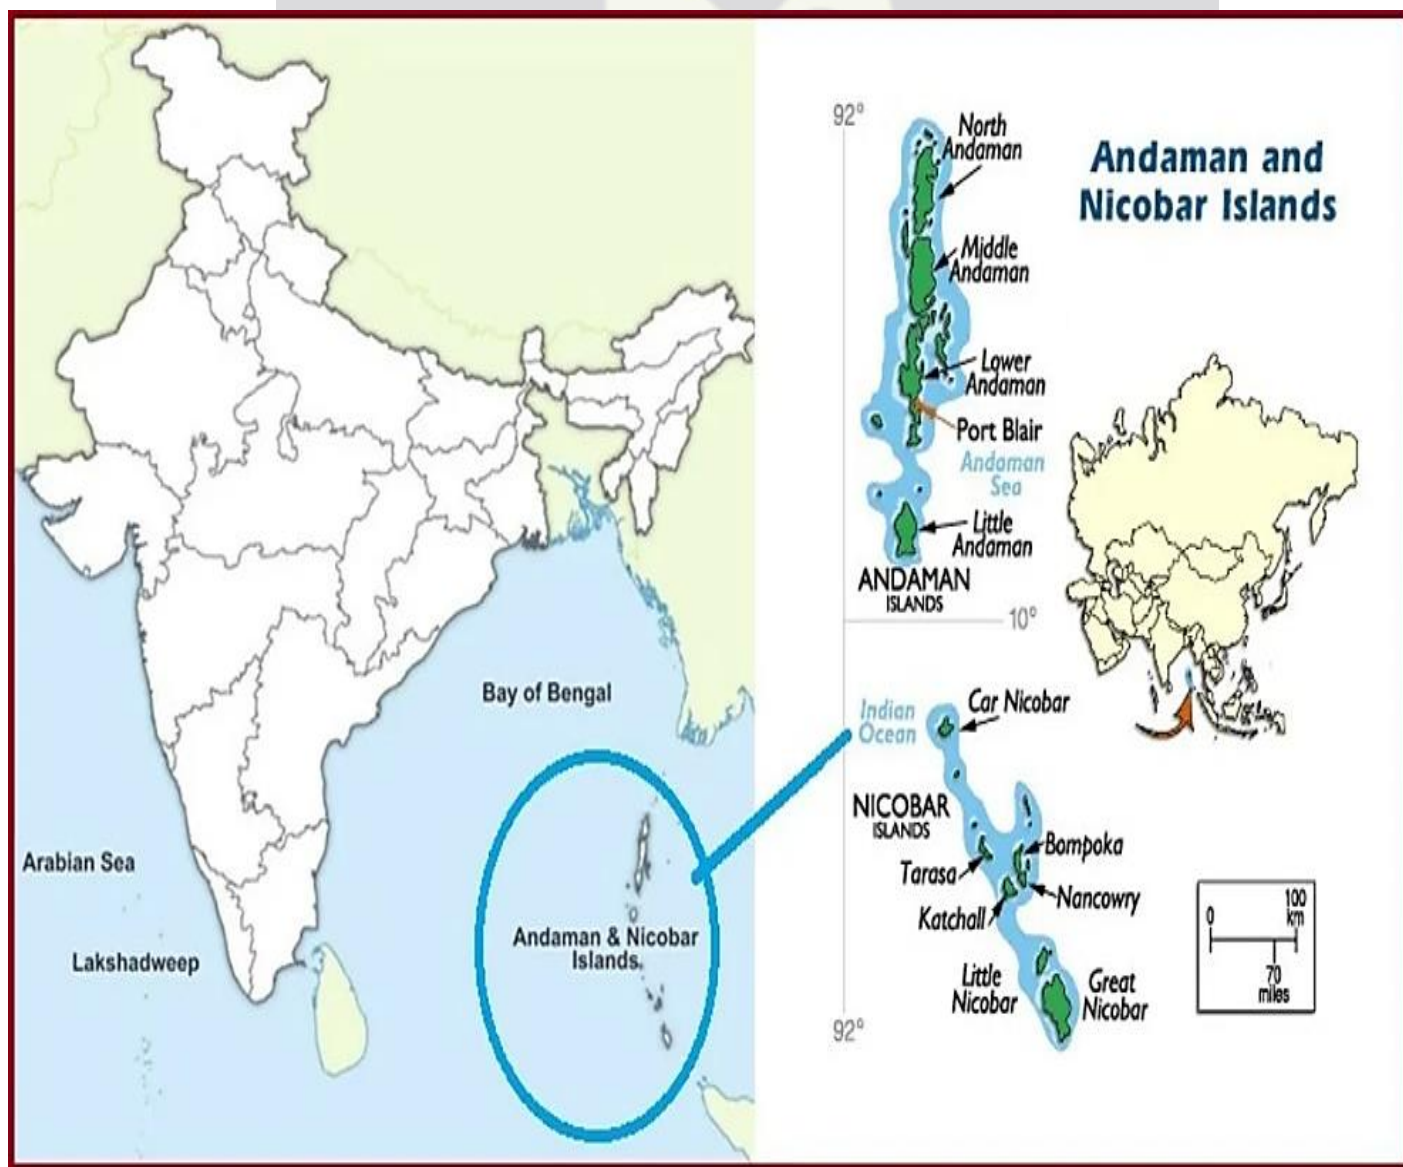 Bay of Bengal
Arabian Sea
Lakshadweep
Andaman & Nicobar
Islands.
Andaman and
Nicobar Islands
92°
North
Andaman
Middle
Andaman
Lower
Andaman
Port Blair
Andaman
Sea
Little
Andaman
ANDAMAN
ISLANDS
10°
Indian
Ocean
Car Nicobar
NICOBAR
ISLANDS
Bompoka
Tarasa
Nancowry
Katchall
Little
Nicobar
Great
Nicobar
92°
0
100
km
70
miles